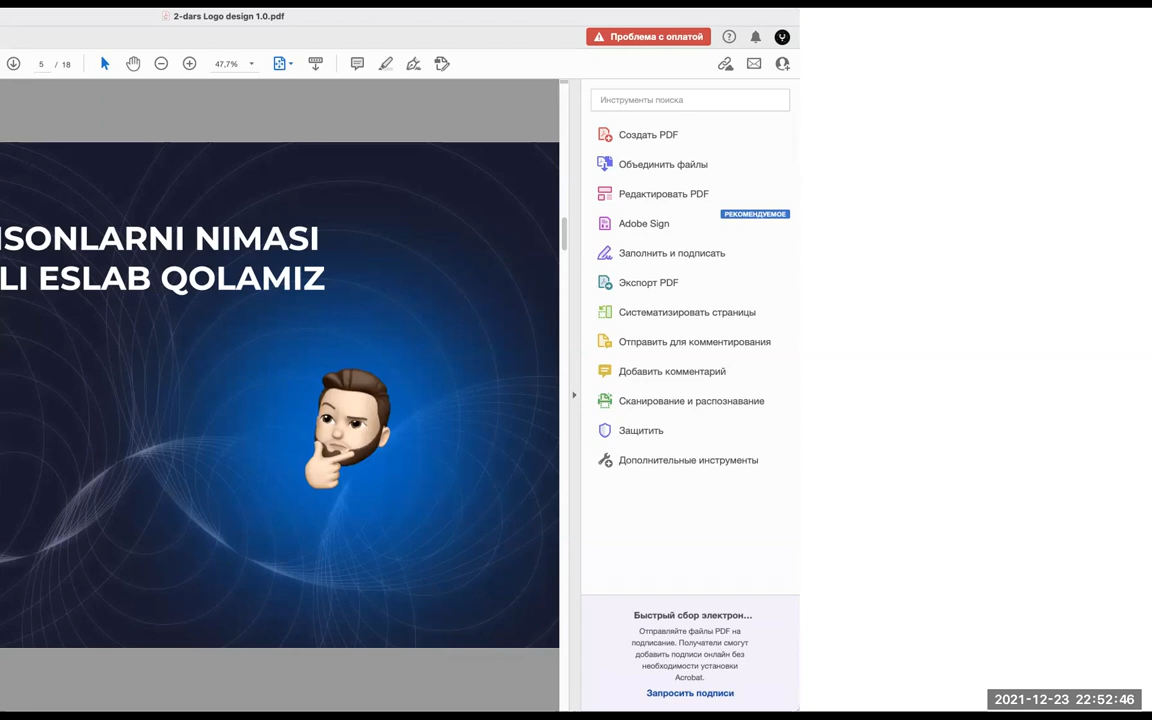 2-dars Logo design 1.0.pdf
Проблема с оплатой
5 / 18
47,7%
ISONLARNI NIMASI
LI ESLAB QOLAMIZ
Инструменты поиска
Создать PDF
Объединить файлы
Редактировать PDF
РЕКОМЕНДУЕМОЕ
Adobe Sign
Заполнить и подписать
Экспорт PDF
Систематизировать страницы
Отправить для комментирования
Добавить комментарий
Сканирование и распознавание
Защитить
Дополнительные инструменты
Быстрый сбор электрон...
Отправляйте файлы PDF на
подписание. Получатели смогут
добавить подписи онлайн без
необходимости установки
Acrobat.
Запросить подписи
2021-12-23 22:52:46